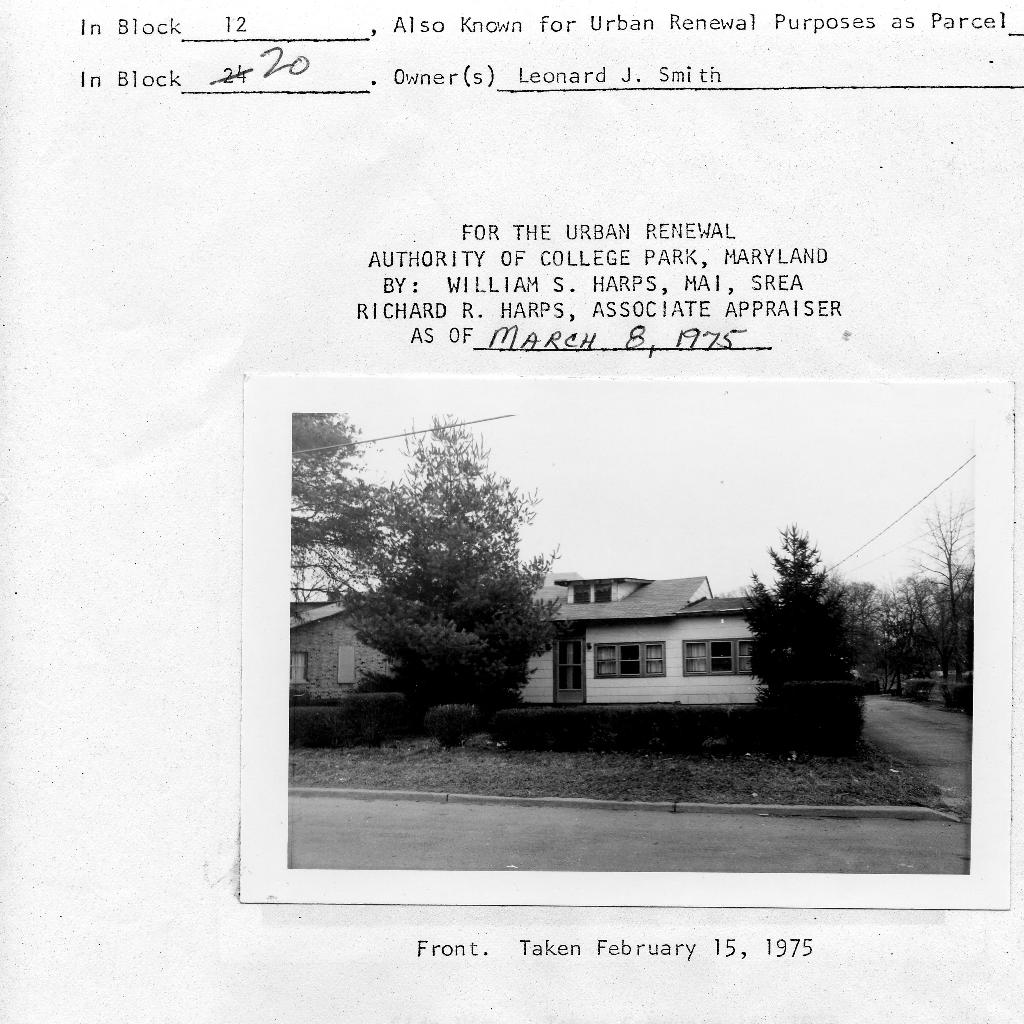 In Block 12, Also Known for Urban Renewal Purposes as Parcel
In Block 24 20. Owner(s) Leonard J. Smith
FOR THE URBAN RENEWAL
AUTHORITY OF COLLEGE PARK, MARYLAND
BY: WILLIAM S. HARPS, MAI, SREA
RICHARD R. HARPS, ASSOCIATE APPRAISER
AS OF MARCH 8, 1975
Front. Taken February 15, 1975